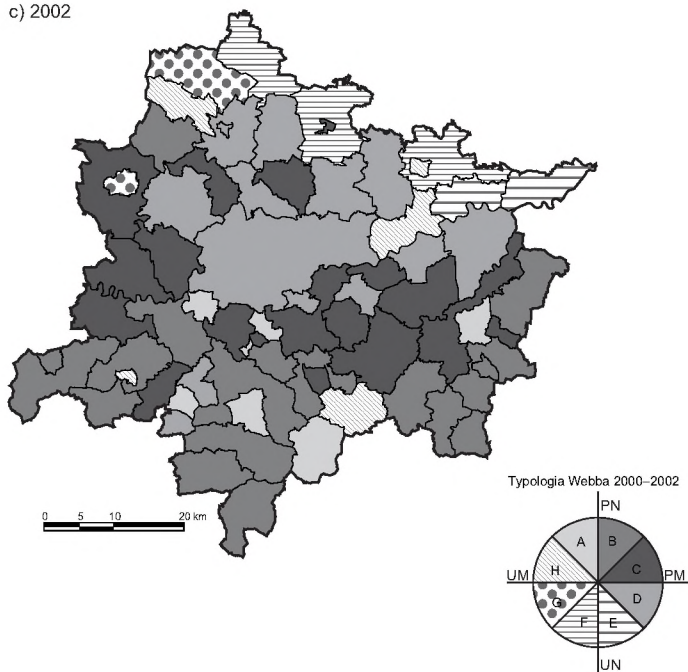 c) 2002
0 5 10 20 km
Typologia Webba 2000–2002
PN
A B
H C
UM PM
G D
F E
UN